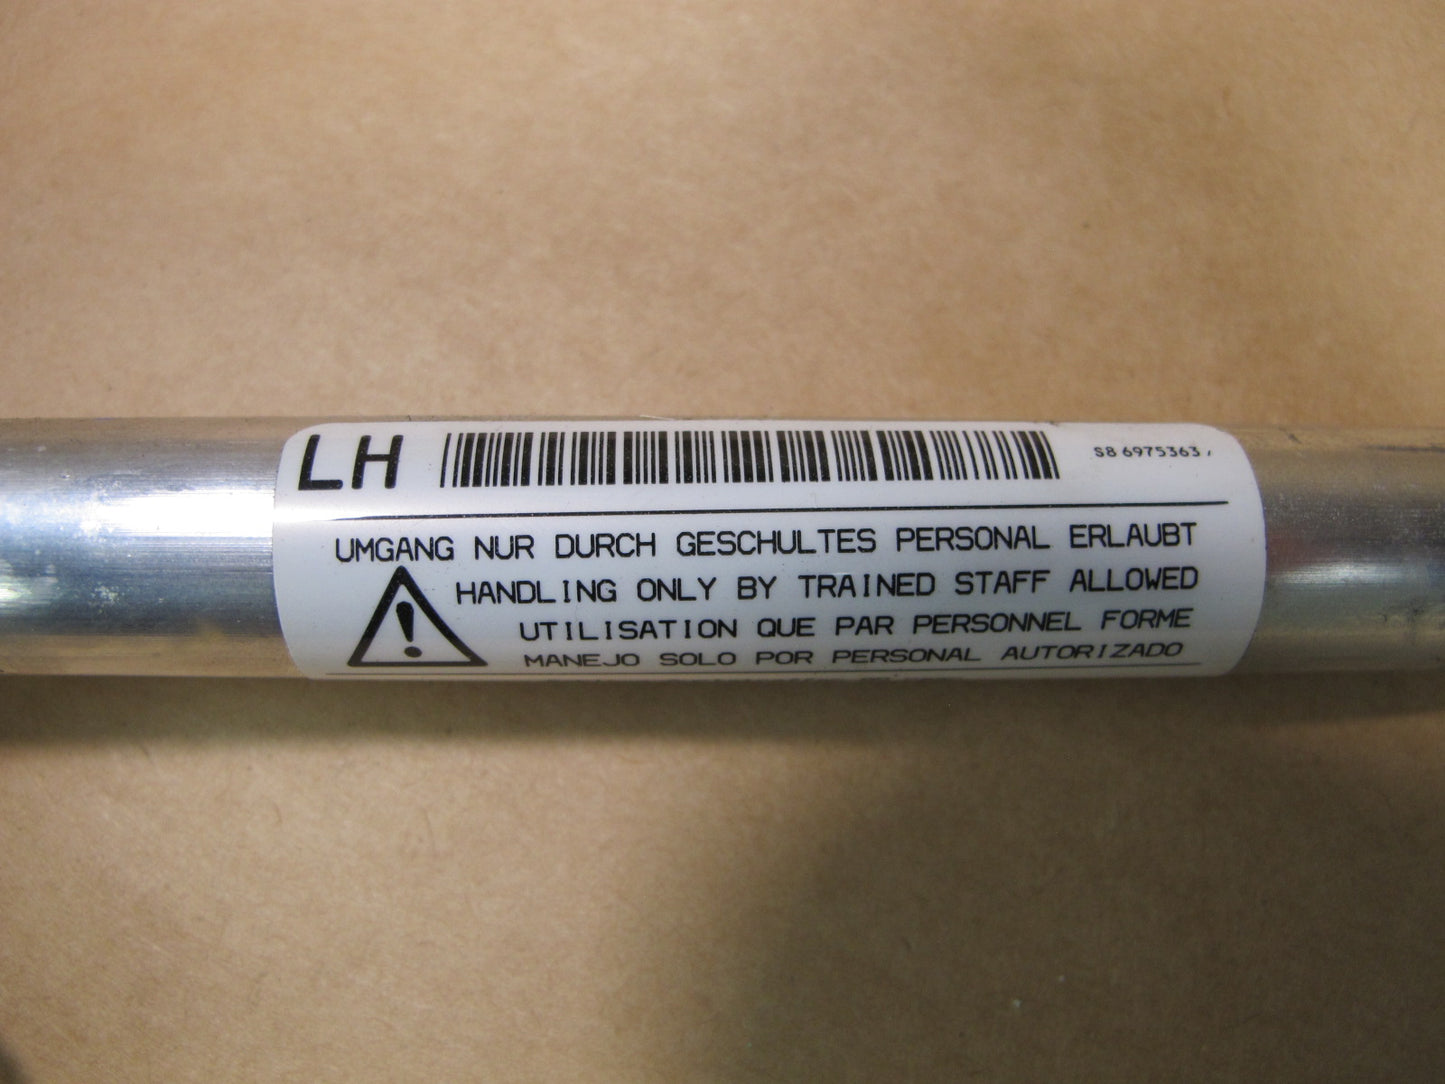 LH S8 6975363
UMGANG NUR DURCH GESCHULTES PERSONAL ERLAUBT
HANDLING ONLY BY TRAINED STAFF ALLOWED
UTILISATION QUE PAR PERSONNEL FORME
MANEJO SOLO POR PERSONAL AUTORIZADO